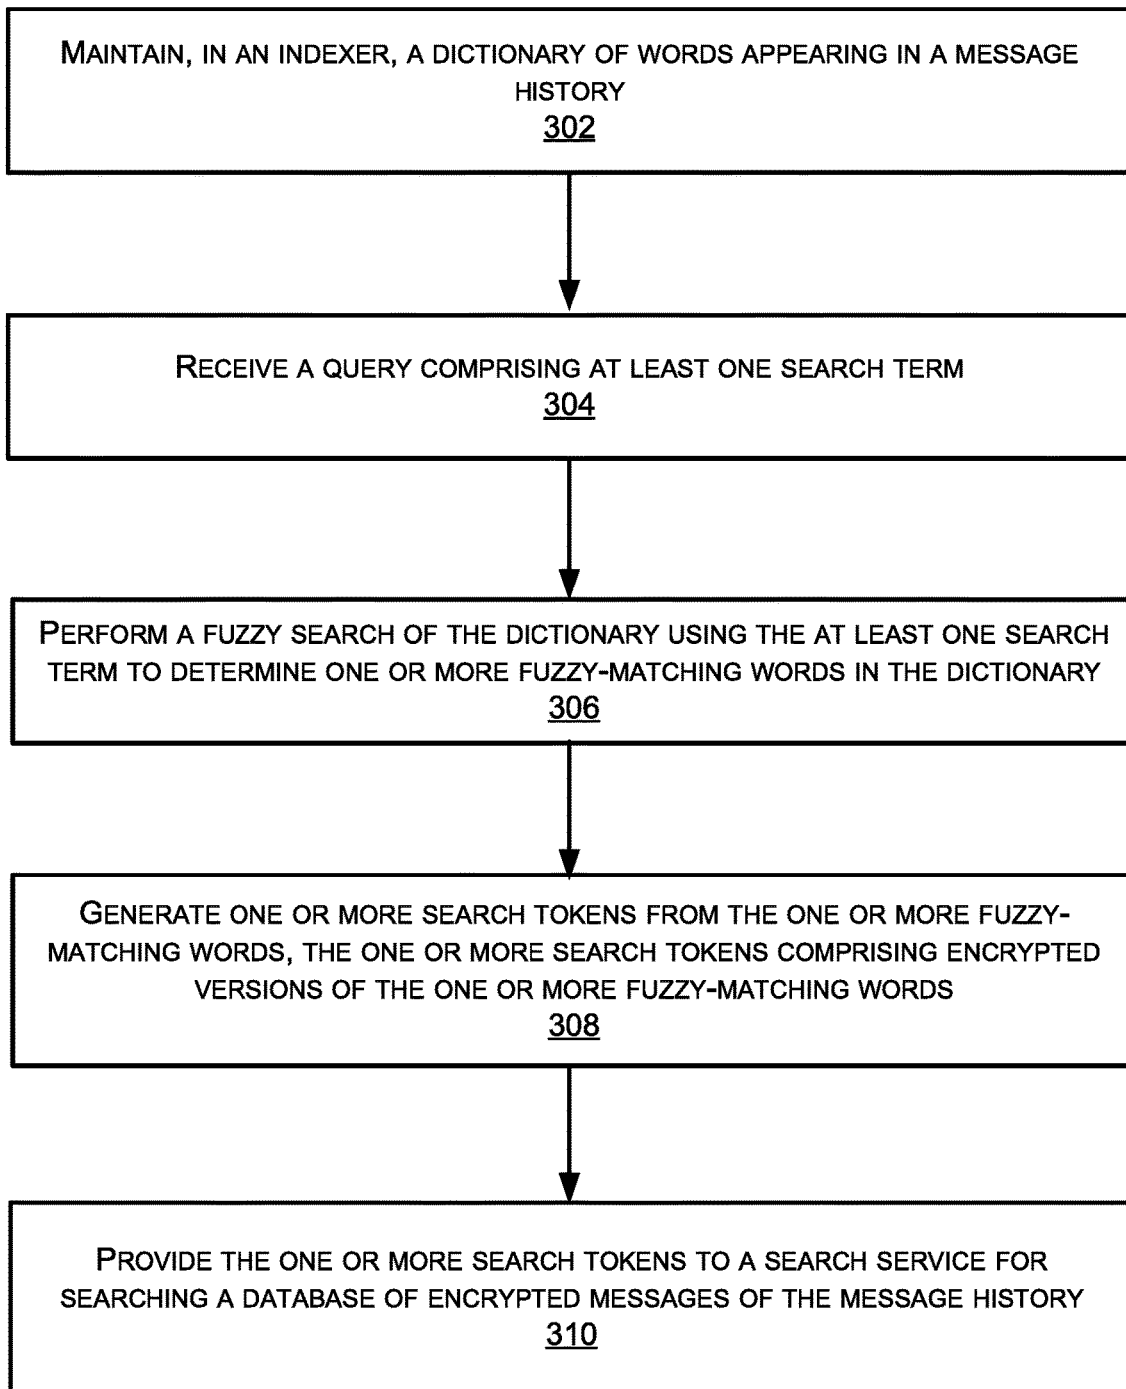 MAINTAIN, IN AN INDEXER, A DICTIONARY OF WORDS APPEARING IN A MESSAGE
HISTORY
302
RECEIVE A QUERY COMPRISING AT LEAST ONE SEARCH TERM
304
PERFORM A FUZZY SEARCH OF THE DICTIONARY USING THE AT LEAST ONE SEARCH
TERM TO DETERMINE ONE OR MORE FUZZY-MATCHING WORDS IN THE DICTIONARY
306
GENERATE ONE OR MORE SEARCH TOKENS FROM THE ONE OR MORE FUZZY-
MATCHING WORDS, THE ONE OR MORE SEARCH TOKENS COMPRISING ENCRYPTED
VERSIONS OF THE ONE OR MORE FUZZY-MATCHING WORDS
308
PROVIDE THE ONE OR MORE SEARCH TOKENS TO A SEARCH SERVICE FOR
SEARCHING A DATABASE OF ENCRYPTED MESSAGES OF THE MESSAGE HISTORY
310